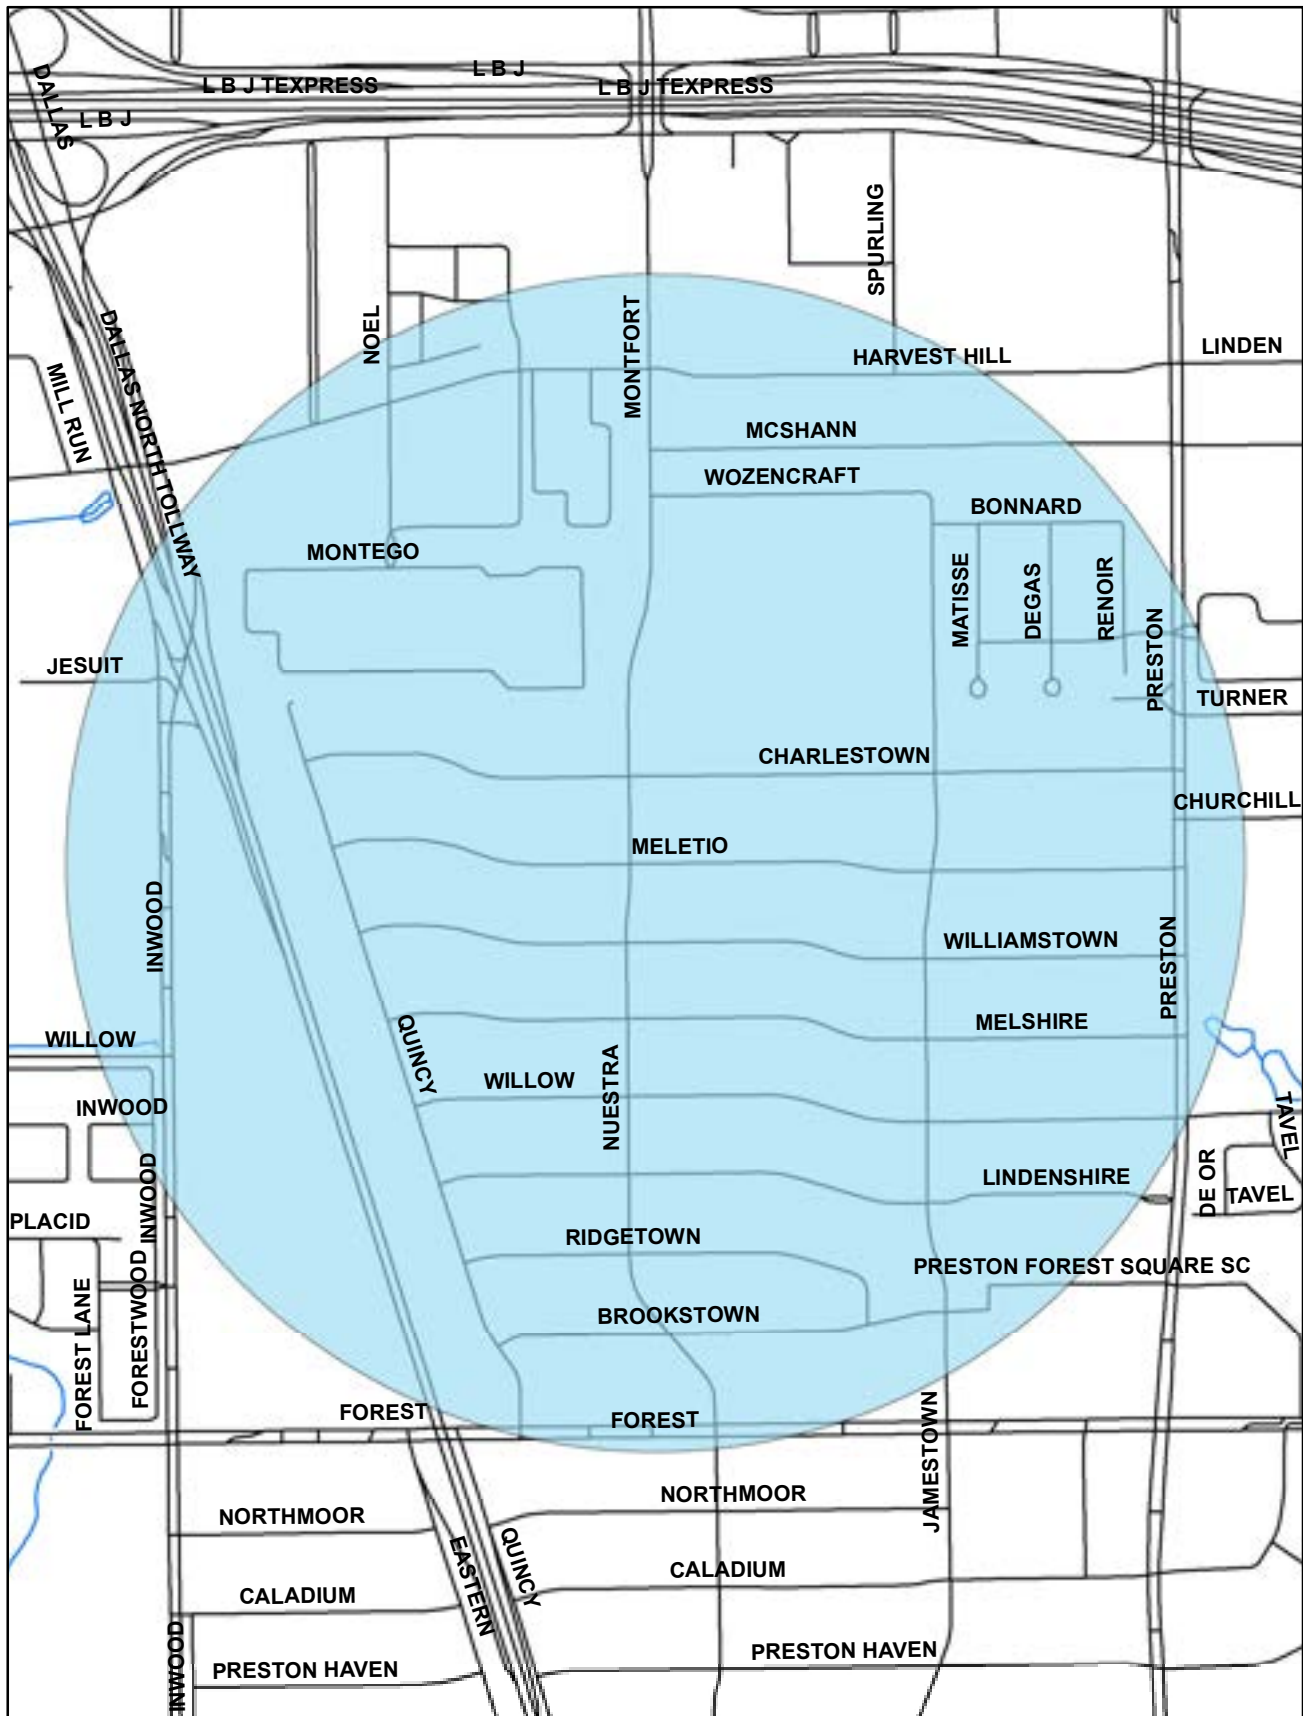 L B J
L B J TEXPRESS
L B J TEXPRESS
DALLAS
L B J
SPURLING
NOEL
MONTFORT
DALLAS NORTH TOLLWAY
LINDEN
HARVEST HILL
MILL RUN
MCSHANN
WOZENCRAFT
BONNARD
MONTEGO
MATISSE
DEGAS
RENOIR
JESUIT
PRESTON
TURNER
CHARLESTOWN
CHURCHILL
MELETIO
INWOOD
WILLIAMSTOWN
PRESTON
QUINCY
MELSHIRE
WILLOW
WILLOW
NUESTRA
INWOOD
TAVEL
INWOOD
LINDENSHIRE
DE OR
TAVEL
PLACID
RIDGETOWN
PRESTON FOREST SQUARE SC
FOREST LANE
FORESTWOOD
BROOKSTOWN
FOREST
FOREST
JAMESTOWN
NORTHMOOR
NORTHMOOR
EASTERN
QUINCY
CALADIUM
CALADIUM
INWOOD
PRESTON HAVEN
PRESTON HAVEN